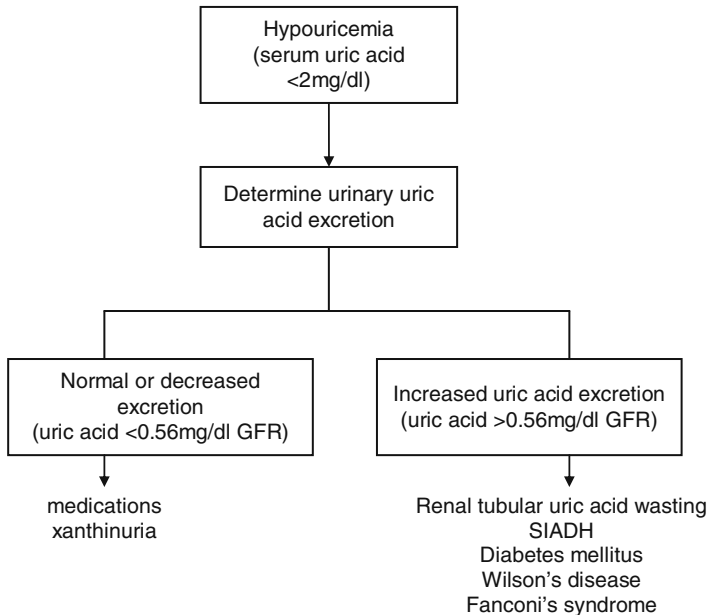 Hypouricemia
(serum uric acid
<2mg/dl)
Determine urinary uric
acid excretion
Normal or decreased
excretion
(uric acid <0.56mg/dl GFR)
Increased uric acid excretion
(uric acid >0.56mg/dl GFR)
medications
xanthinuria
Renal tubular uric acid wasting
SIADH
Diabetes mellitus
Wilson’s disease
Fanconi’s syndrome